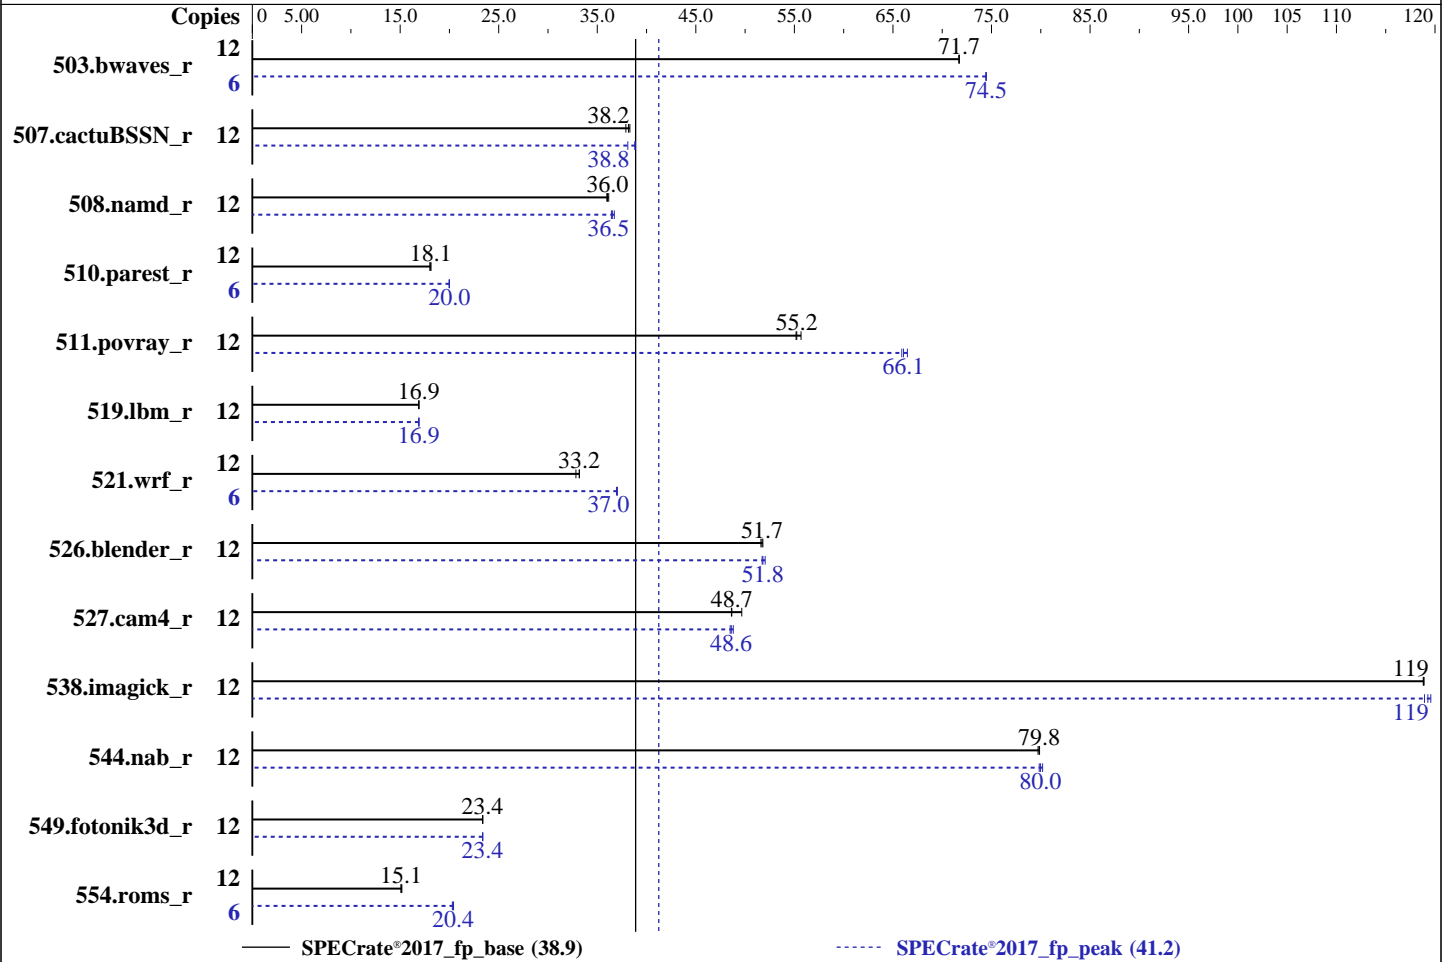 Copies 0 5.00 15.0 25.0 35.0 45.0 55.0 65.0 75.0 85.0 95.0 100 105 110 120
503.bwaves_r 12 71.7
6 74.5
507.cactuBSSN_r 12 38.2
38.8
508.namd_r 12 36.0
36.5
510.parest_r 12 18.1
6 20.0
511.povray_r 12 55.2
66.1
519.lbm_r 12 16.9
16.9
521.wrf_r 12 33.2
6 37.0
526.blender_r 12 51.7
51.8
527.cam4_r 12 48.7
48.6
538.imagick_r 12 119
119
544.nab_r 12 79.8
80.0
549.fotonik3d_r 12 23.4
23.4
554.roms_r 12 15.1
6 20.4
SPECrate®2017_fp_base (38.9) SPECrate®2017_fp_peak (41.2)